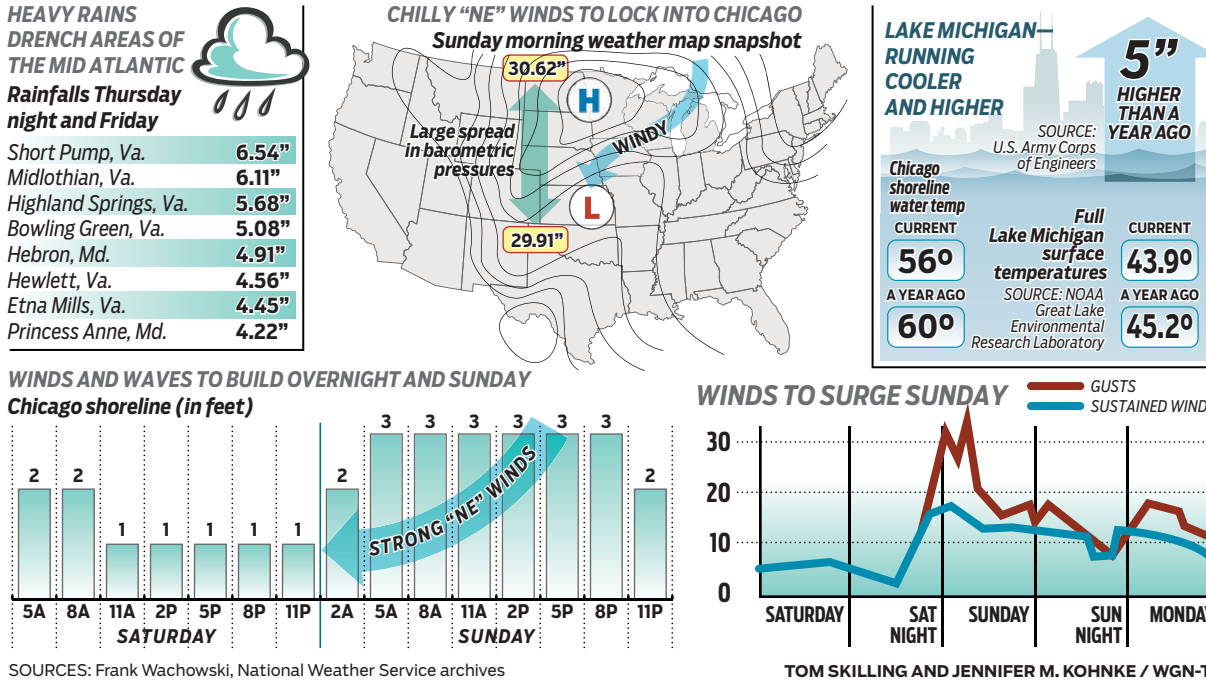 HEAVY RAINS
DRENCH AREAS OF
THE MID ATLANTIC
Rainfalls Thursday
night and Friday
Short Pump, Va. 6.54”
Midlothian, Va. 6.11”
Highland Springs, Va. 5.68”
Bowling Green, Va. 5.08”
Hebron, Md. 4.91”
Hewlett, Va. 4.56”
Etna Mills, Va. 4.45”
Princess Anne, Md. 4.22”
CHILLY “NE” WINDS TO LOCK INTO CHICAGO
Sunday morning weather map snapshot
30.62”
H
Large spread
in barometric
pressures
WINDY
L
29.91”
LAKE MICHIGAN—
RUNNING
COOLER
AND HIGHER
5”
HIGHER
THAN A
YEAR AGO
SOURCE:
U.S. Army Corps
of Engineers
Chicago
shoreline
water temp
CURRENT
56º
A YEAR AGO
60º
Full
Lake Michigan
surface
temperatures
SOURCE: NOAA
Great Lake
Environmental
Research Laboratory
CURRENT
43.9º
A YEAR AGO
45.2º
WINDS AND WAVES TO BUILD OVERNIGHT AND SUNDAY
Chicago shoreline (in feet)
2 2 1 1 1 1 1 2 3 3 3 3 3 3 2
STRONG “NE” WINDS
5A 8A 11A 2P 5P 8P 11P 2A 5A 8A 11A 2P 5P 8P 11P
SATURDAY SUNDAY
WINDS TO SURGE SUNDAY
GUSTS
SUSTAINED WIND
30
20
10
0
SATURDAY SAT NIGHT SUNDAY SUN NIGHT MONDAY
SOURCES: Frank Wachowski, National Weather Service archives
TOM SKILLING AND JENNIFER M. KOHNKE / WGN-T